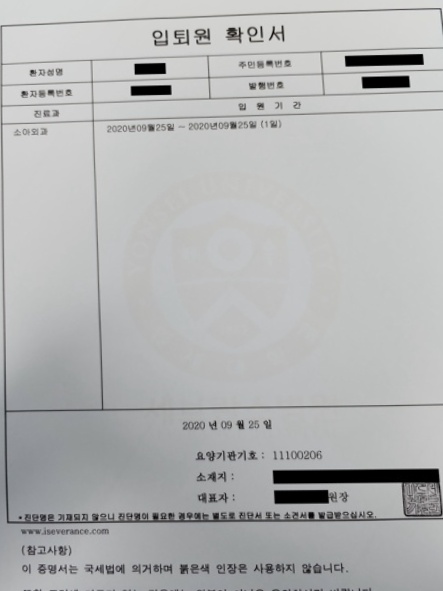 입퇴원 확인서
환자성명 주민등록번호
환자등록번호 발행번호
진료과 입 원 기 간
소아외과 2020년09월25일 - 2020년09월25일 (1일)
2020 년 09 월 25 일
요양기관기호 : 11100206
소재지 :
대표자 : 원장
* 진단명은 기재되지 않으니 진단명이 필요한 경우에는 별도로 진단서 또는 소견서를 발급받으십시오.
www.iseverance.com
(참고사항)
이 증명서는 국세법에 의거하며 붉은색 인장은 사용하지 않습니다.